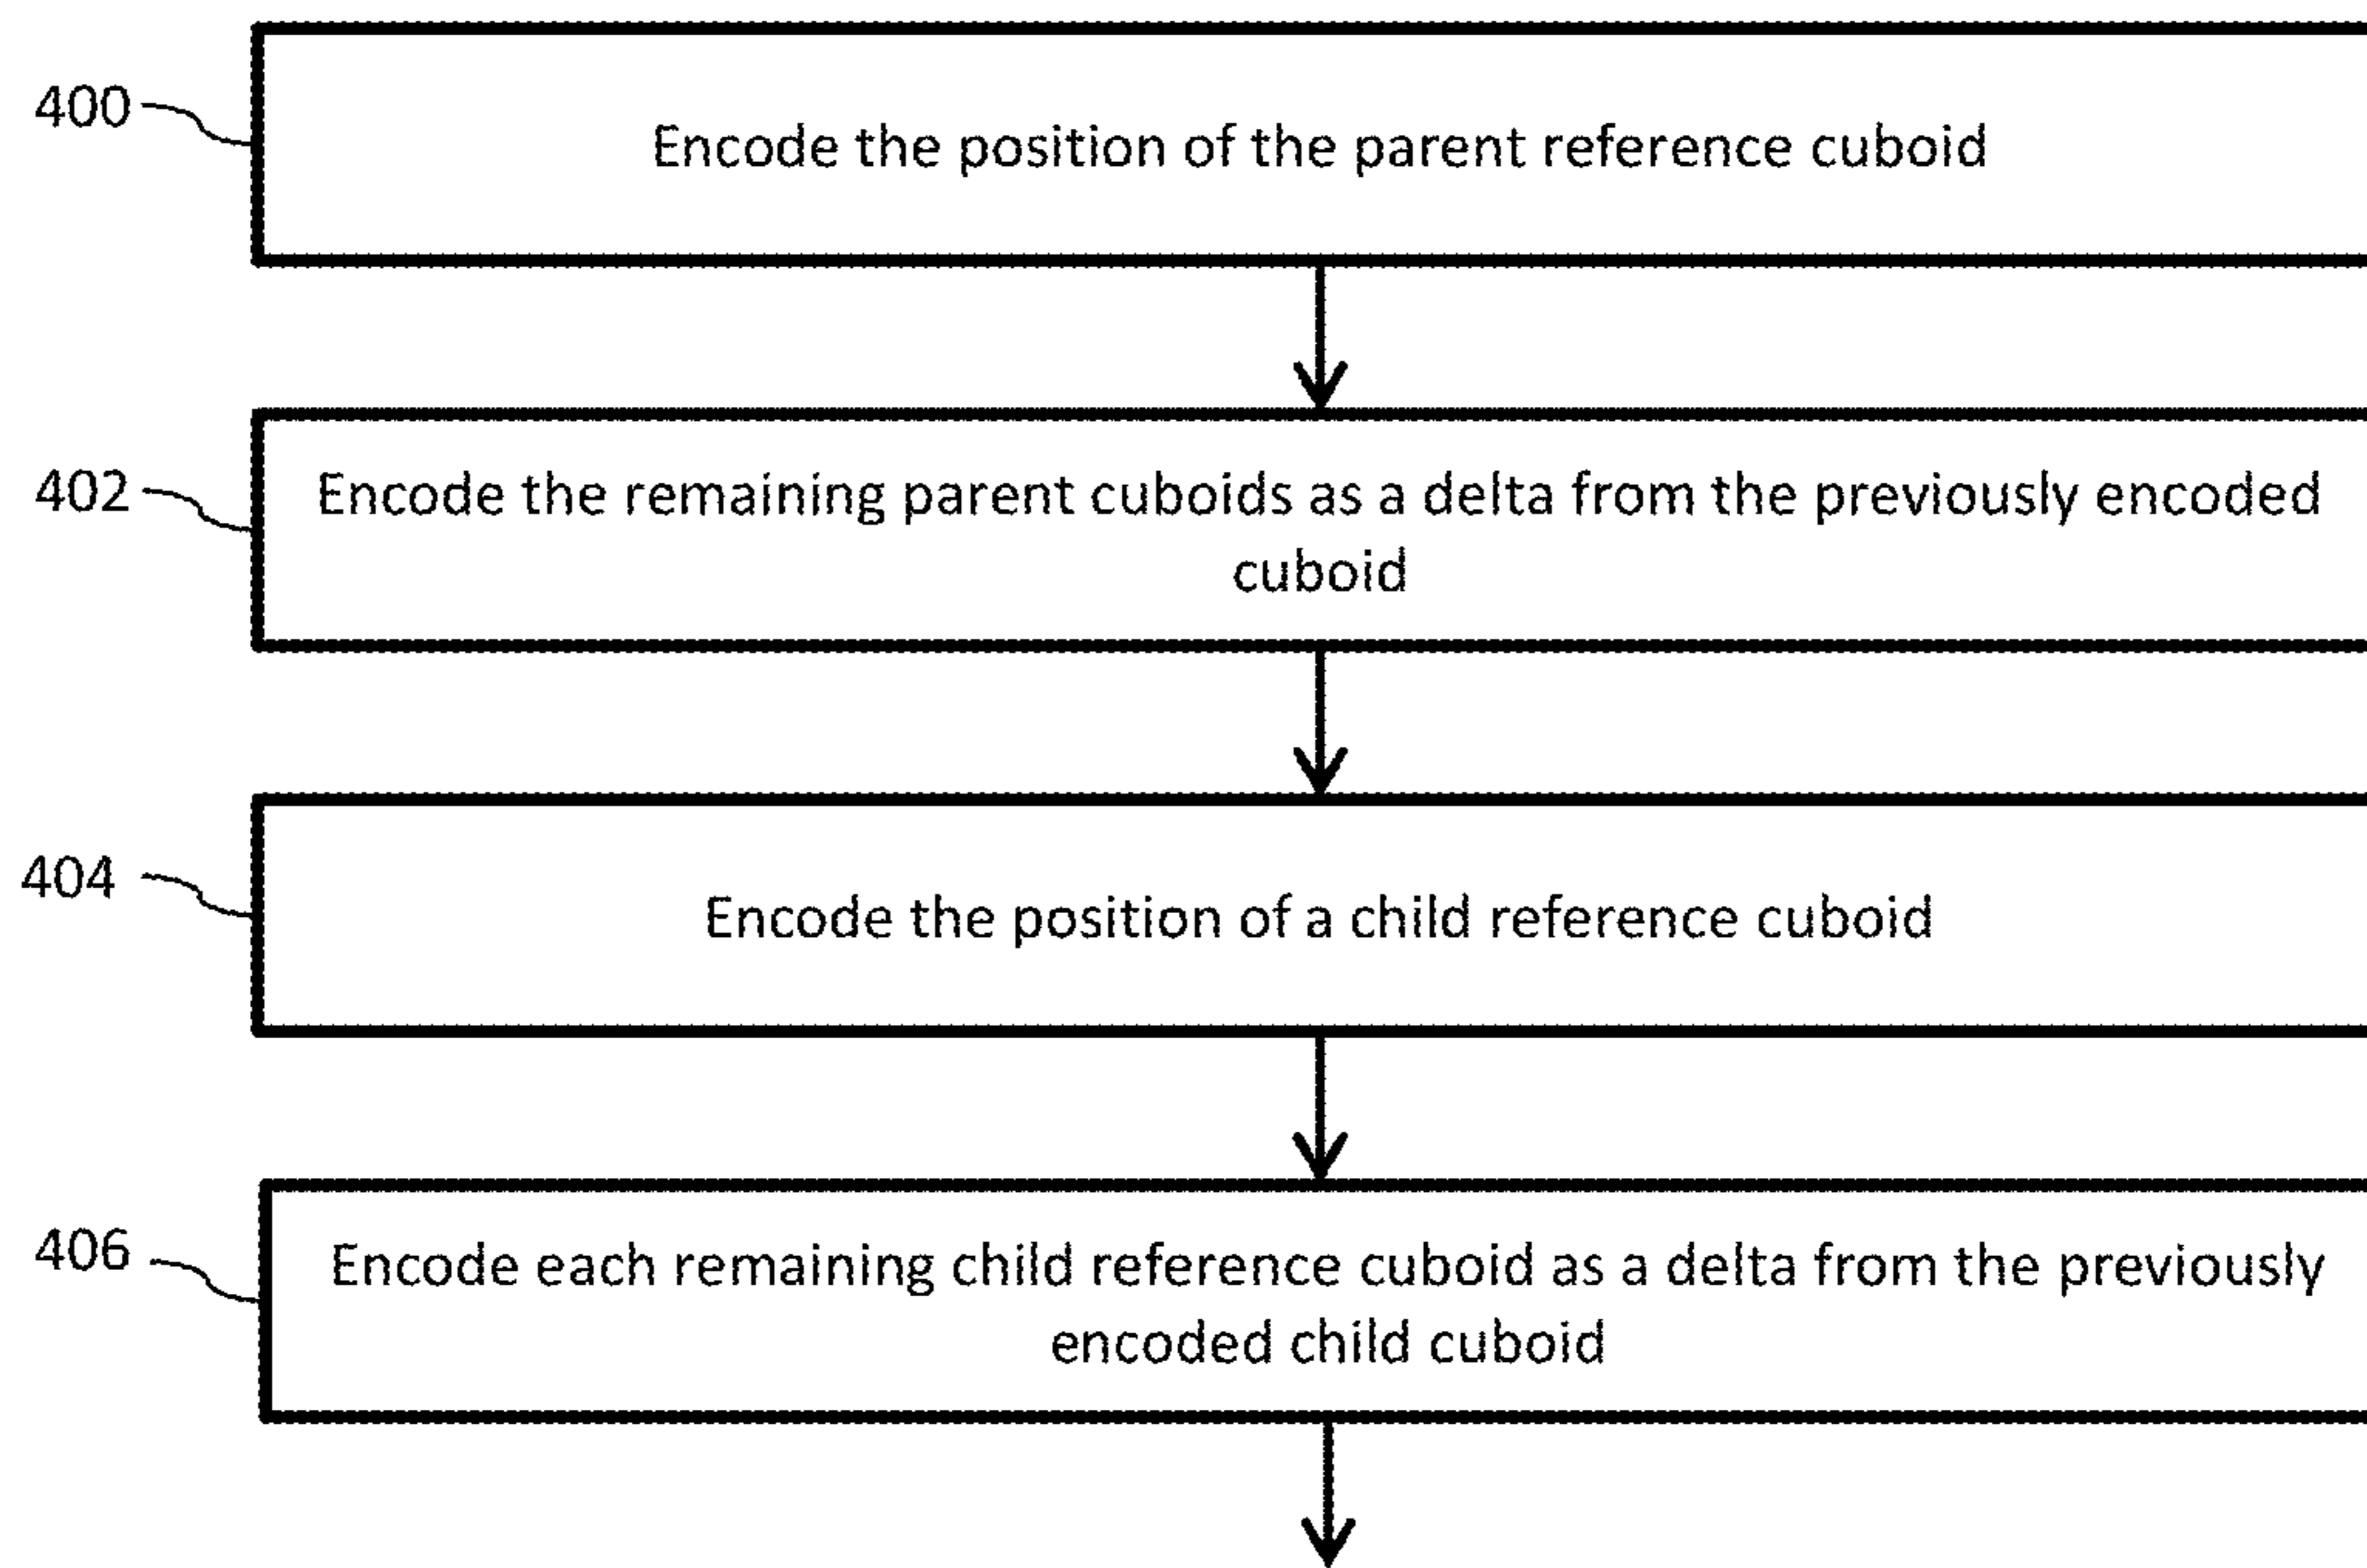 400
Encode the position of the parent reference cuboid
402
Encode the remaining parent cuboids as a delta from the previously encoded
cuboid
404
Encode the position of a child reference cuboid
406
Encode each remaining child reference cuboid as a delta from the previously
encoded child cuboid